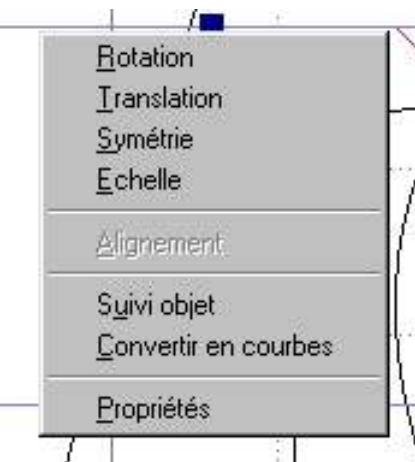 Rotation
Translation
Symétrie
Echelle
Alignement
Suivi objet
Convertir en courbes
Propriétés